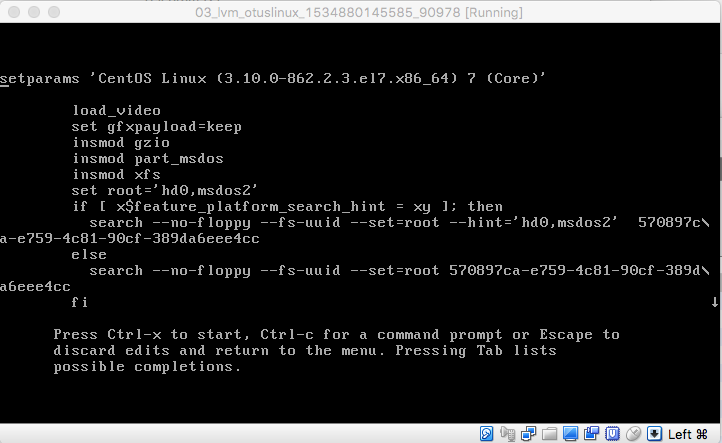 03_lvm_otuslinux_1534880145585_90978 [Running]
setparams 'CentOS Linux (3.10.0-862.2.3.el7.x86_64) 7 (Core)'
load_video
set gfxpayload=keep
insmod gzio
insmod part_msdos
insmod xfs
set root='hd0,msdos2'
if [ x$feature_platform_search_hint = xy ]; then
search --no-floppy --fs-uuid --set=root --hint='hd0,msdos2'  570897c\
a-e759-4c81-90cf-389da6eee4cc
else
search --no-floppy --fs-uuid --set=root 570897ca-e759-4c81-90cf-389d\
a6eee4cc
fi
Press Ctrl-x to start, Ctrl-c for a command prompt or Escape to
discard edits and return to the menu. Pressing Tab lists
possible completions.
Left ⌘